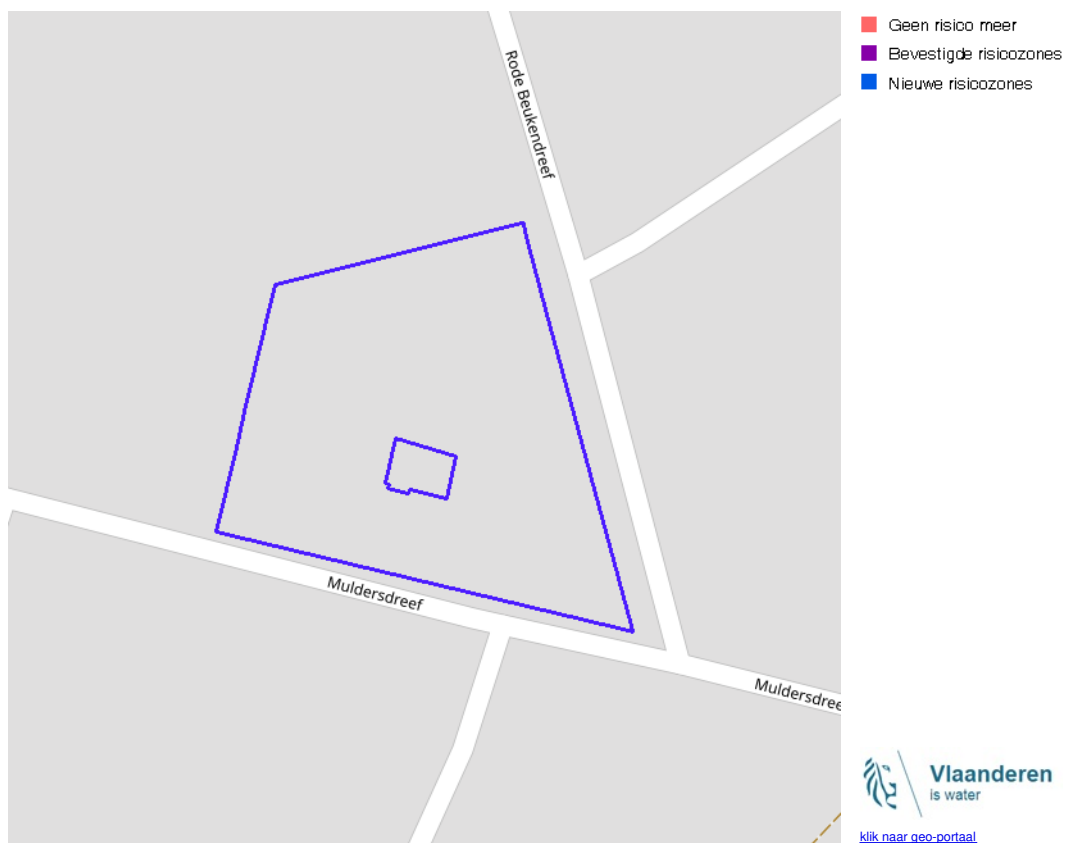 Rode Beukendreef
Muldersdreef
Muldersdree
Geen risico meer
Bevestigde risicozones
Nieuwe risicozones
Vlaanderen
is water
klik naar geo-portaal